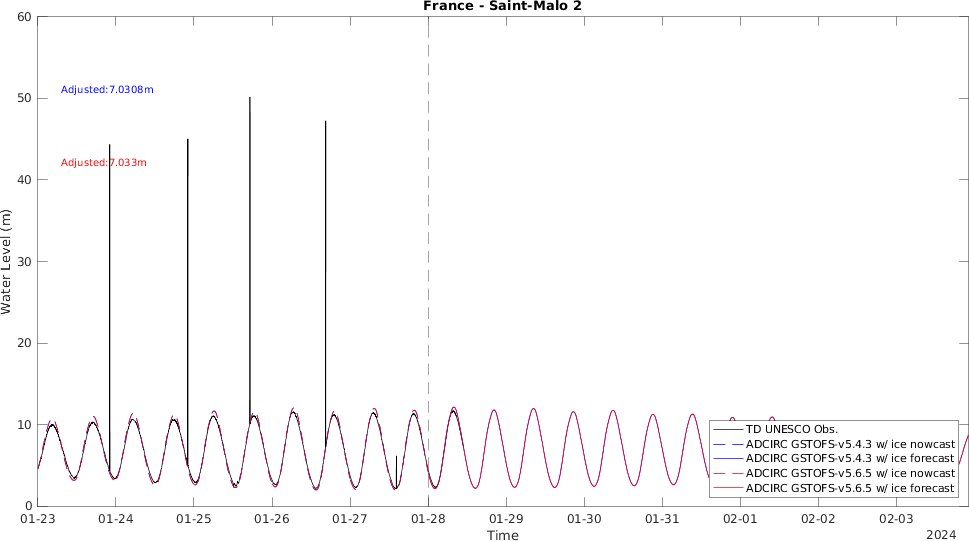 France - Saint-Malo 2
60
50
40
30
20
10
0
Water Level (m)
Adjusted:7.0308m
Adjusted:7.033m
TD UNESCO Obs.
ADCIRC GSTOFS-v5.4.3 w/ ice nowcast
ADCIRC GSTOFS-v5.4.3 w/ ice forecast
ADCIRC GSTOFS-v5.6.5 w/ ice nowcast
ADCIRC GSTOFS-v5.6.5 w/ ice forecast
01-23 01-24 01-25 01-26 01-27 01-28 01-29 01-30 01-31 02-01 02-02 02-03
Time
2024